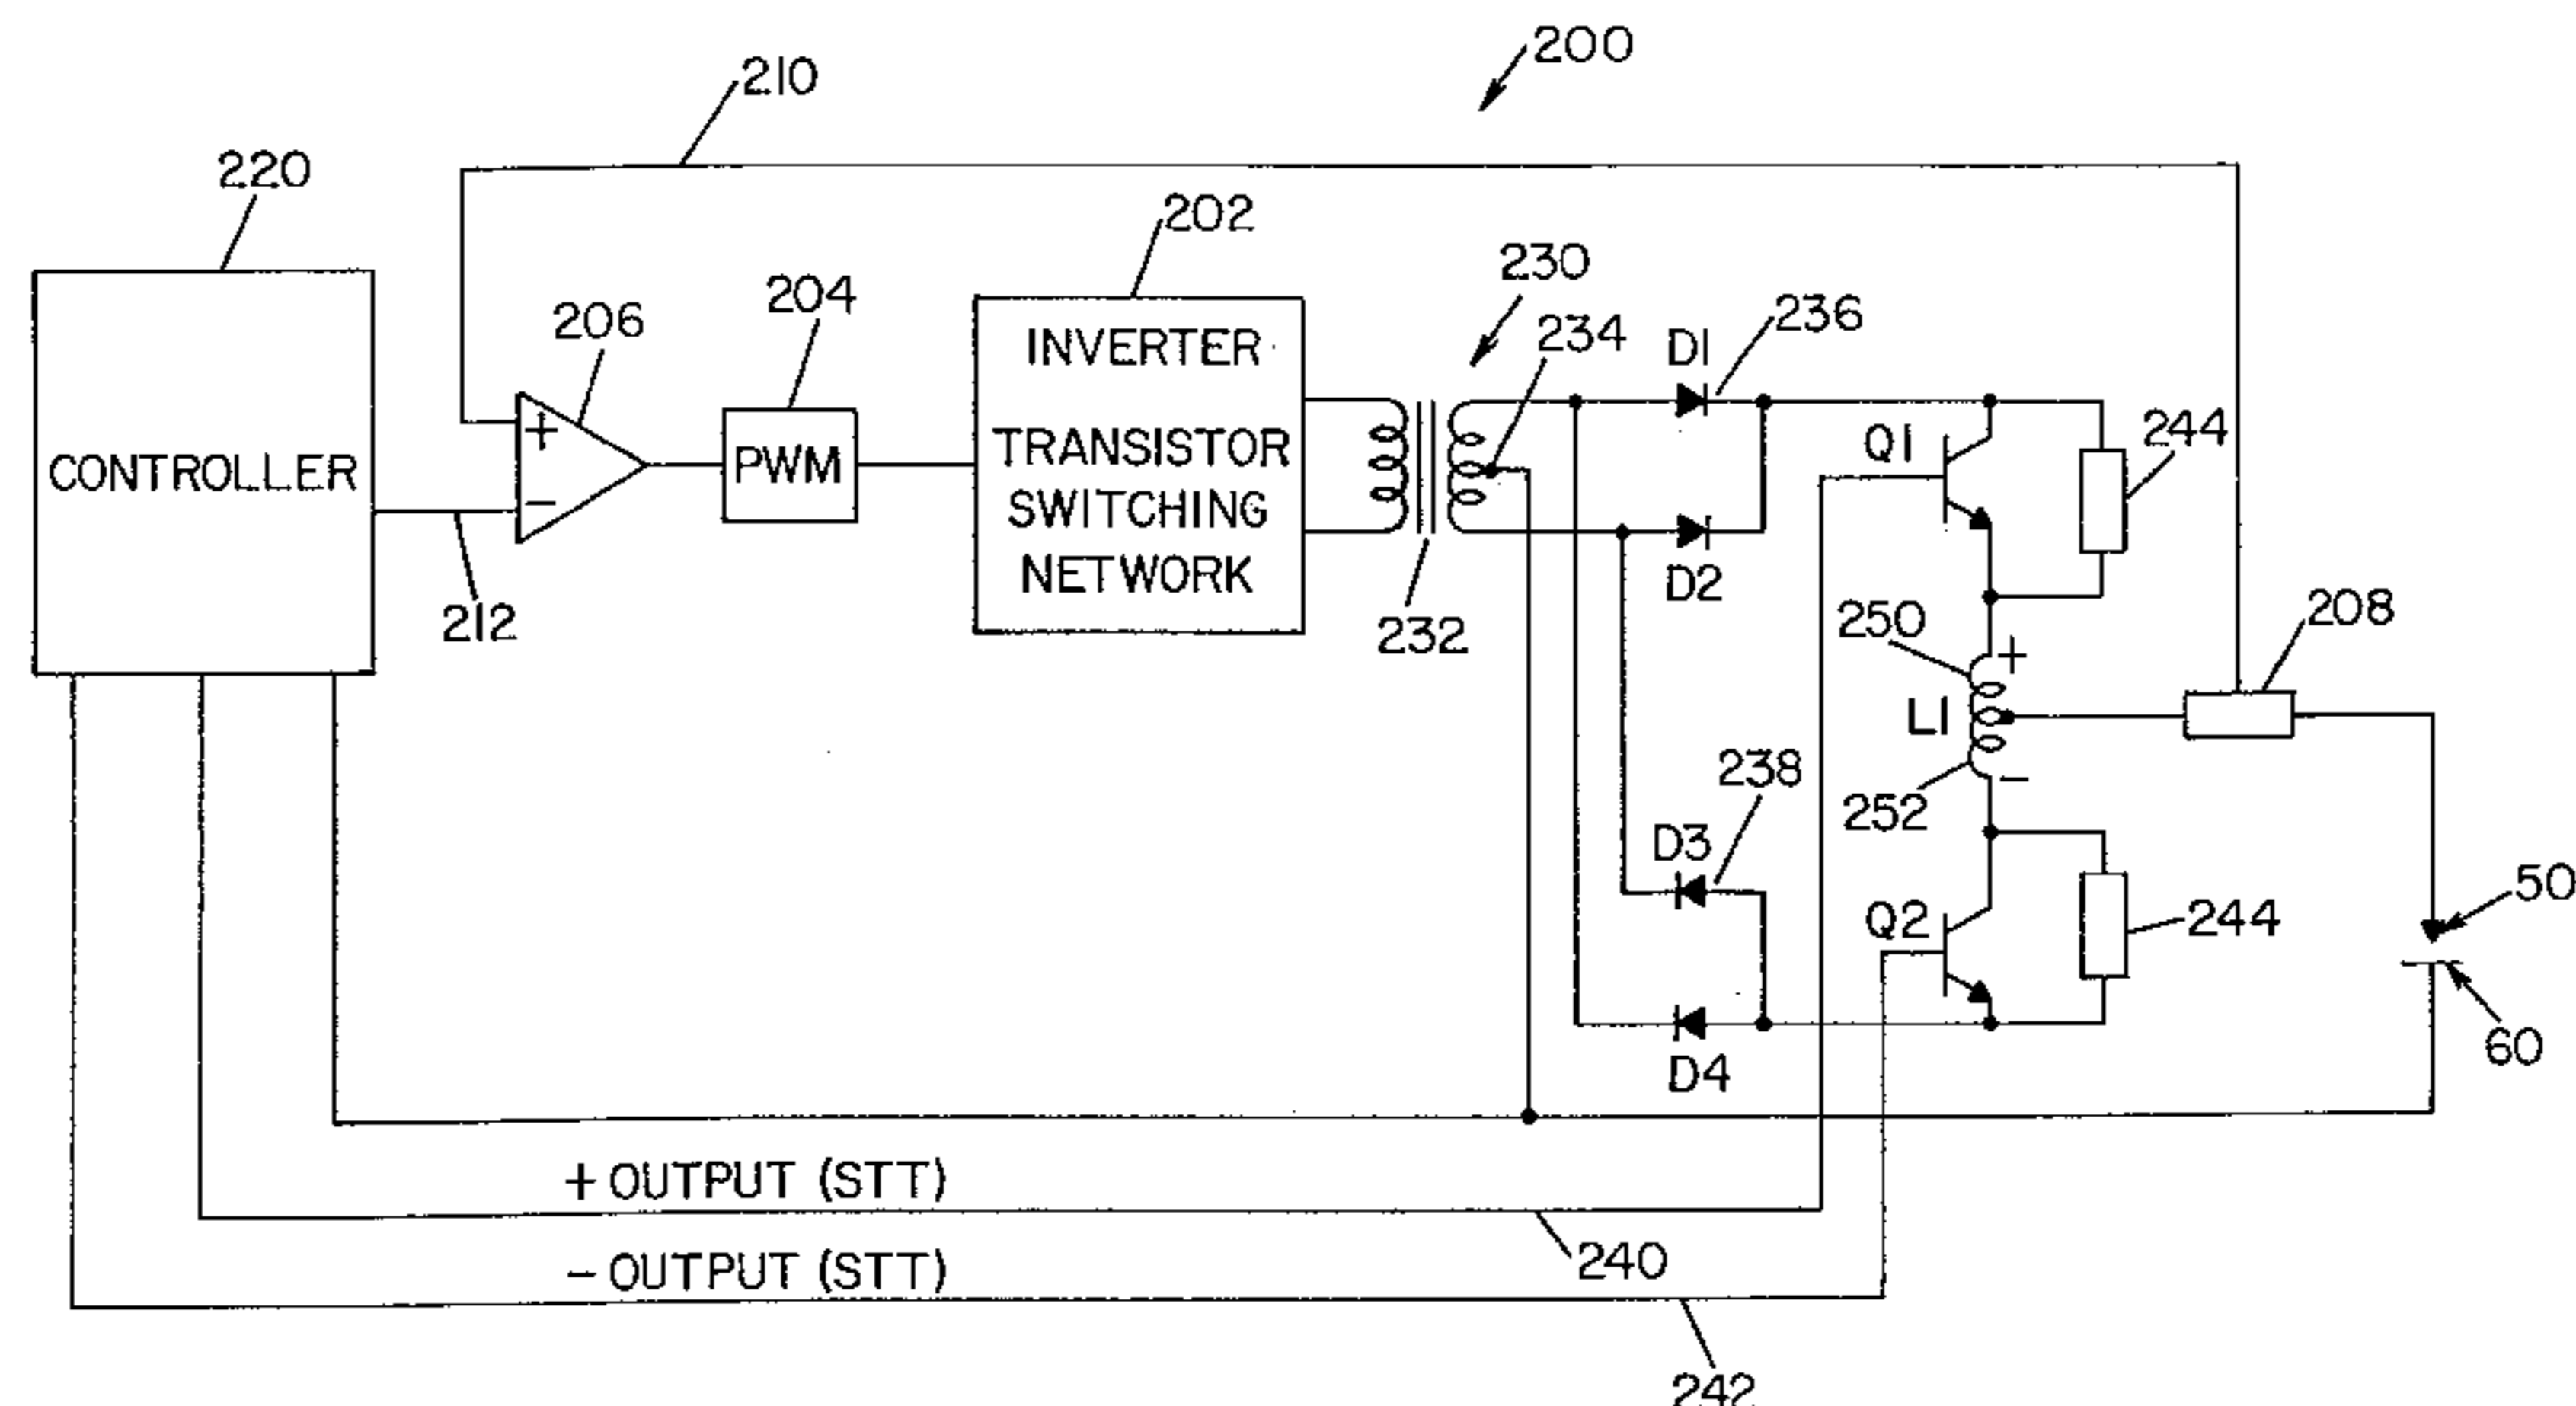 200
210
220
202
230
204
234
236
206
D1
INVERTER
TRANSISTOR
SWITCHING
NETWORK
Q1
244
+
CONTROLLER
PWM
−
D2
212
232
250
+
208
L1
238
252
−
D3
50
Q2
244
60
D4
+ OUTPUT (STT)
240
− OUTPUT (STT)
242